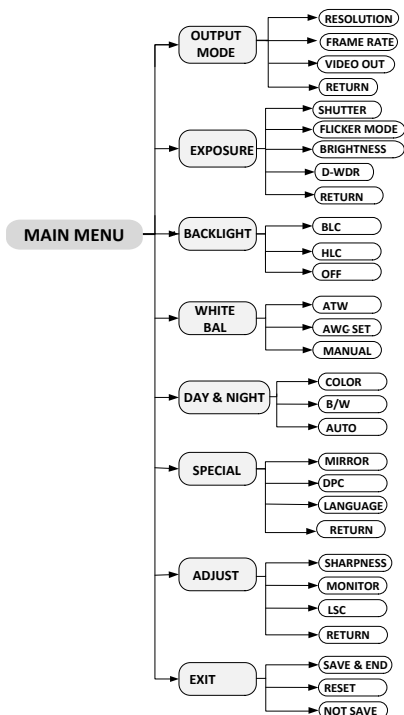 MAIN MENU
OUTPUT
MODE
RESOLUTION
FRAME RATE
VIDEO OUT
RETURN
EXPOSURE
SHUTTER
FLICKER MODE
BRIGHTNESS
D-WDR
RETURN
BACKLIGHT
BLC
HLC
OFF
WHITE
BAL
ATW
AWC SET
MANUAL
DAY & NIGHT
COLOR
B/W
AUTO
SPECIAL
MIRROR
DPC
LANGUAGE
RETURN
ADJUST
SHARPNESS
MONITOR
LSC
RETURN
EXIT
SAVE & END
RESET
NOT SAVE